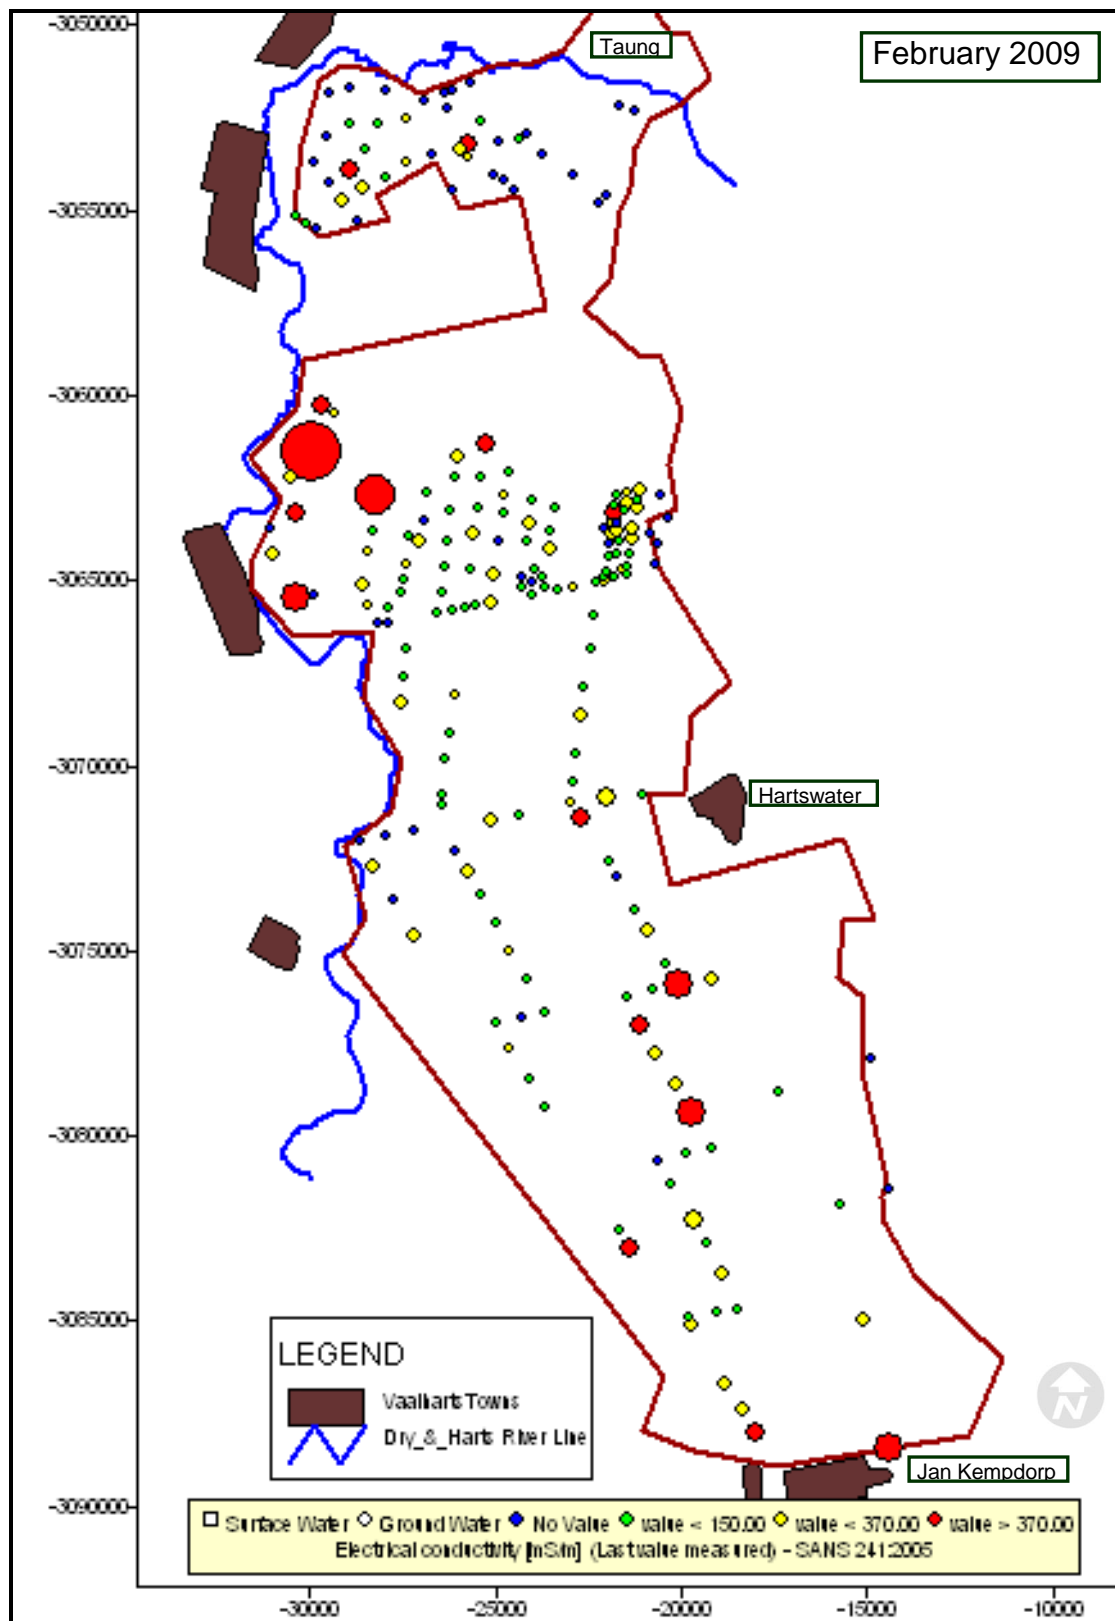 -3050000
Taung
February 2009
-3055000
-3060000
-3065000
-3070000
Hartswater
-3075000
-3080000
-3085000
LEGEND
Vaalharts Towns
Dry_&_Harts River Line
N
Jan Kempdorp
-3090000
Surface Water Ground Water No Value value < 150.00 value < 370.00 value > 370.00
Electrical conductivity [mS/m] (Last value measured) - SANS 241:2005
-30000 -25000 -20000 -15000 -10000